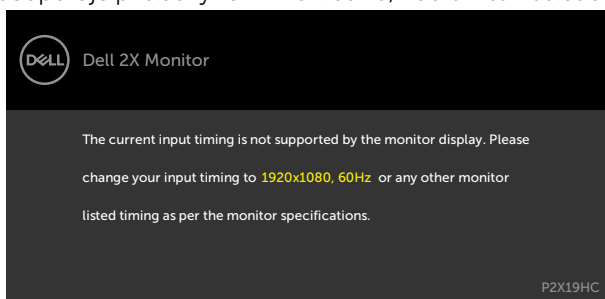 DELL
Dell 2X Monitor
The current input timing is not supported by the monitor display. Please
change your input timing to 1920x1080, 60Hz or any other monitor
listed timing as per the monitor specifications.
P2X19HC